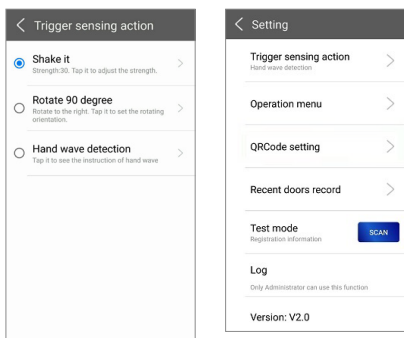 Trigger sensing action
Shake it
Strength:30. Tap it to adjust the strength.
Rotate 90 degree
Rotate to the right. Tap it to set the rotating
orientation.
Hand wave detection
Tap it to see the instruction of hand wave
Setting
Trigger sensing action
Hand wave detection
Operation menu
QRCode setting
Recent doors record
Test mode
Registration information
SCAN
Log
Only Administrator can use this function
Version: V2.0